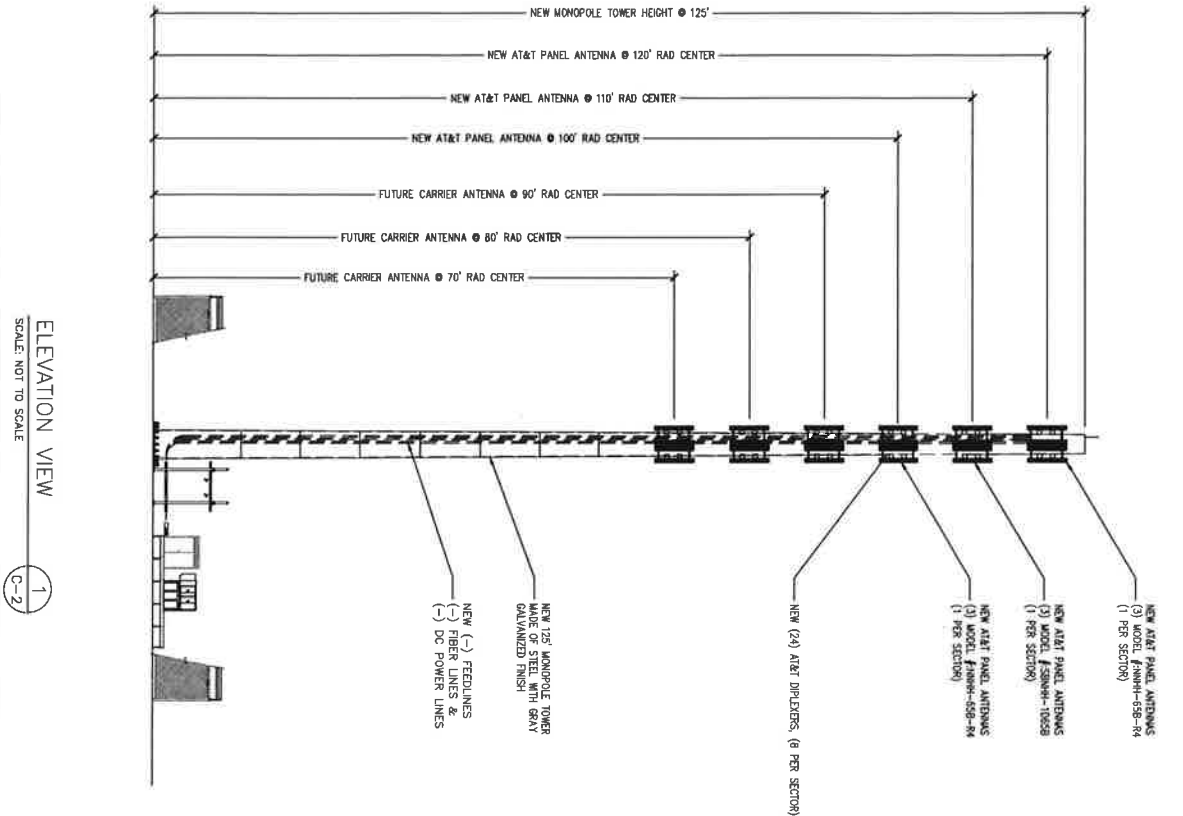 NEW MONOPOLE TOWER HEIGHT @ 125'
NEW AT&T PANEL ANTENNA @ 120' RAD CENTER
NEW AT&T PANEL ANTENNA @ 110' RAD CENTER
NEW AT&T PANEL ANTENNA @ 100' RAD CENTER
FUTURE CARRIER ANTENNA @ 90' RAD CENTER
FUTURE CARRIER ANTENNA @ 80' RAD CENTER
FUTURE CARRIER ANTENNA @ 70' RAD CENTER
NEW AT&T PANEL ANTENNAS
(3) MODEL #:NNHH-65B-R4
(1 PER SECTOR)
NEW AT&T PANEL ANTENNAS
(3) MODEL #:SBNHH-1D65B
(1 PER SECTOR)
NEW AT&T PANEL ANTENNAS
(3) MODEL #:NNHH-65B-R4
(1 PER SECTOR)
NEW (24) AT&T DIPLEXERS, (8 PER SECTOR)
NEW 125' MONOPOLE TOWER
MADE OF STEEL WITH GRAY
GALVANIZED FINISH
NEW (-) FEEDLINES
(-) FIBER LINES &
(-) DC POWER LINES
ELEVATION VIEW
SCALE: NOT TO SCALE
1
C-2